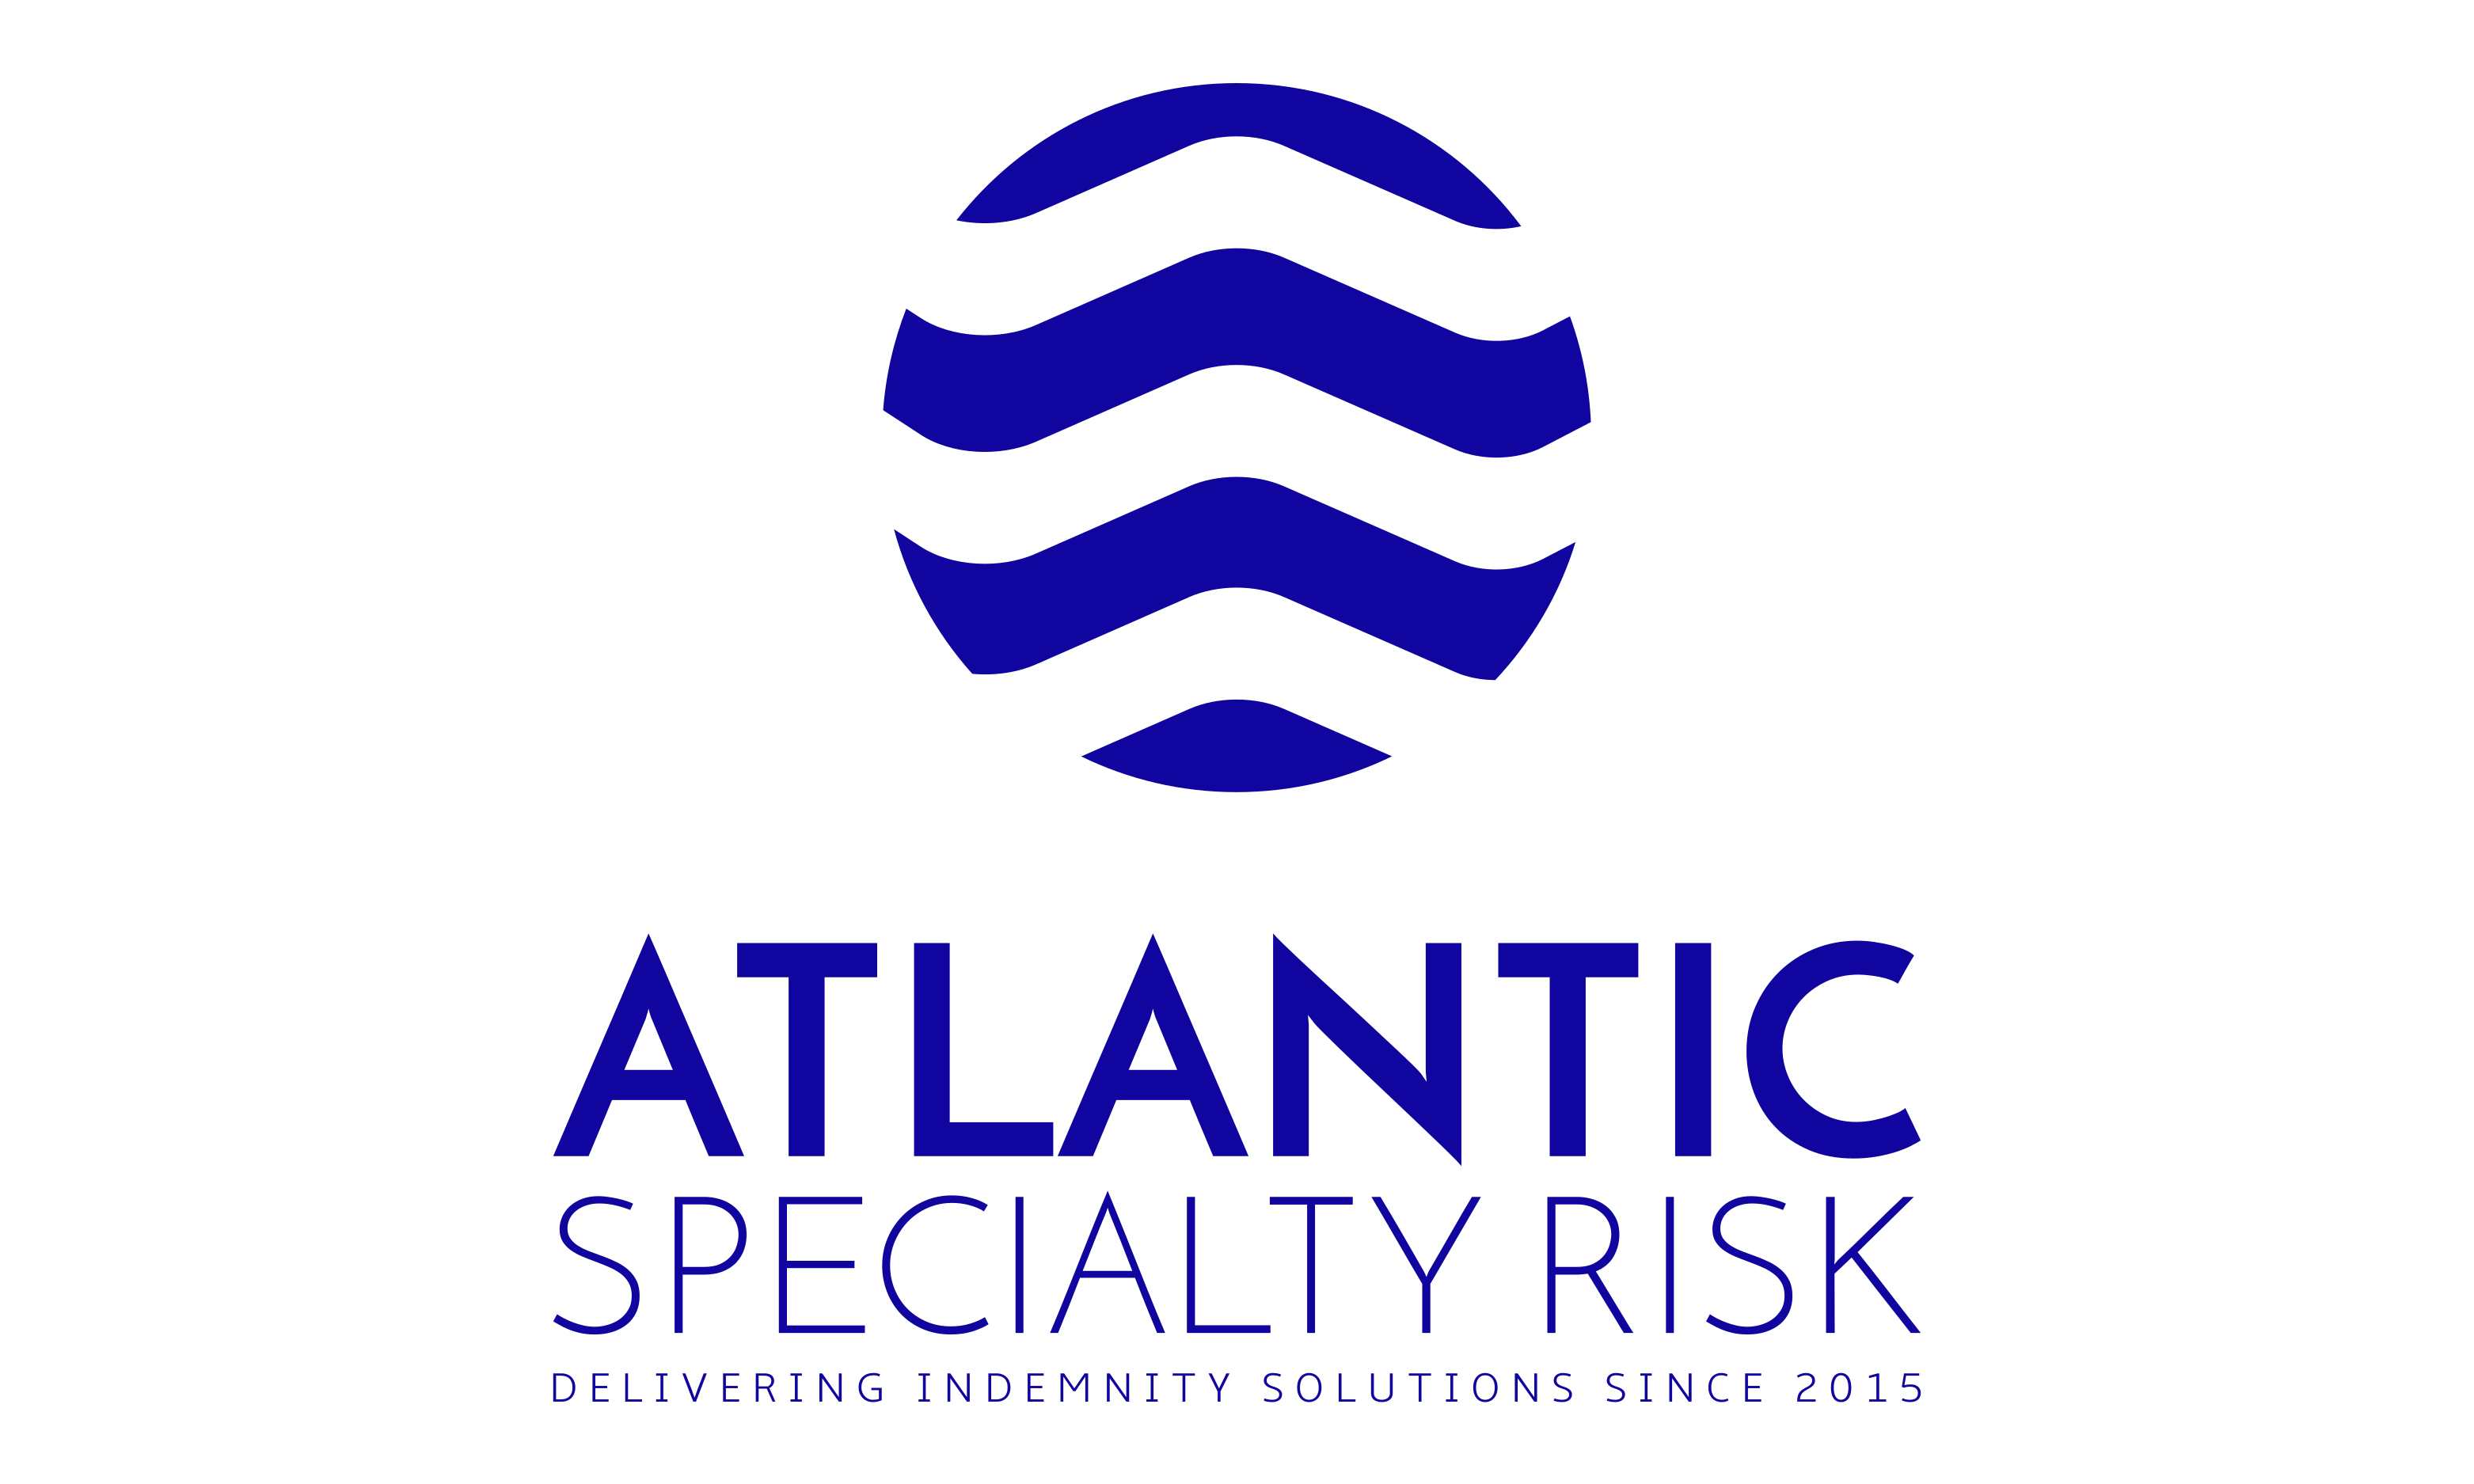 ATLANTIC
SPECIALTY RISK
DELIVERING INDEMNITY SOLUTIONS SINCE 2015